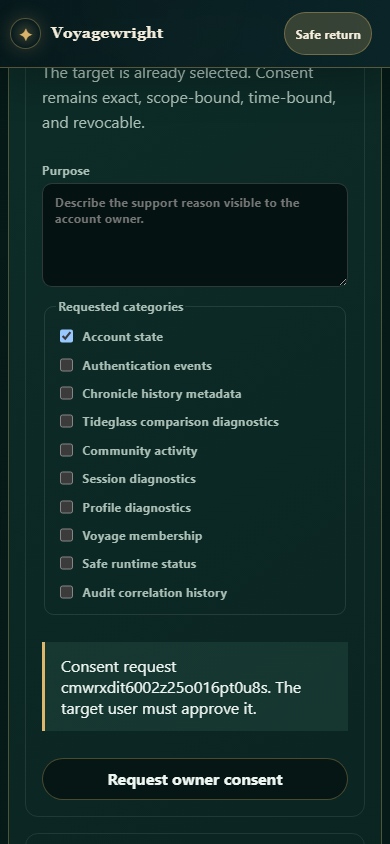 Voyagewright
Safe return
The target is already selected. Consent
remains exact, scope-bound, time-bound,
and revocable.
Purpose
Describe the support reason visible to the
account owner.
Requested categories
Account state
Authentication events
Chronicle history metadata
Tideglass comparison diagnostics
Community activity
Session diagnostics
Profile diagnostics
Voyage membership
Safe runtime status
Audit correlation history
Consent request
cmwrxdit6002z25o016pt0u8s. The
target user must approve it.
Request owner consent